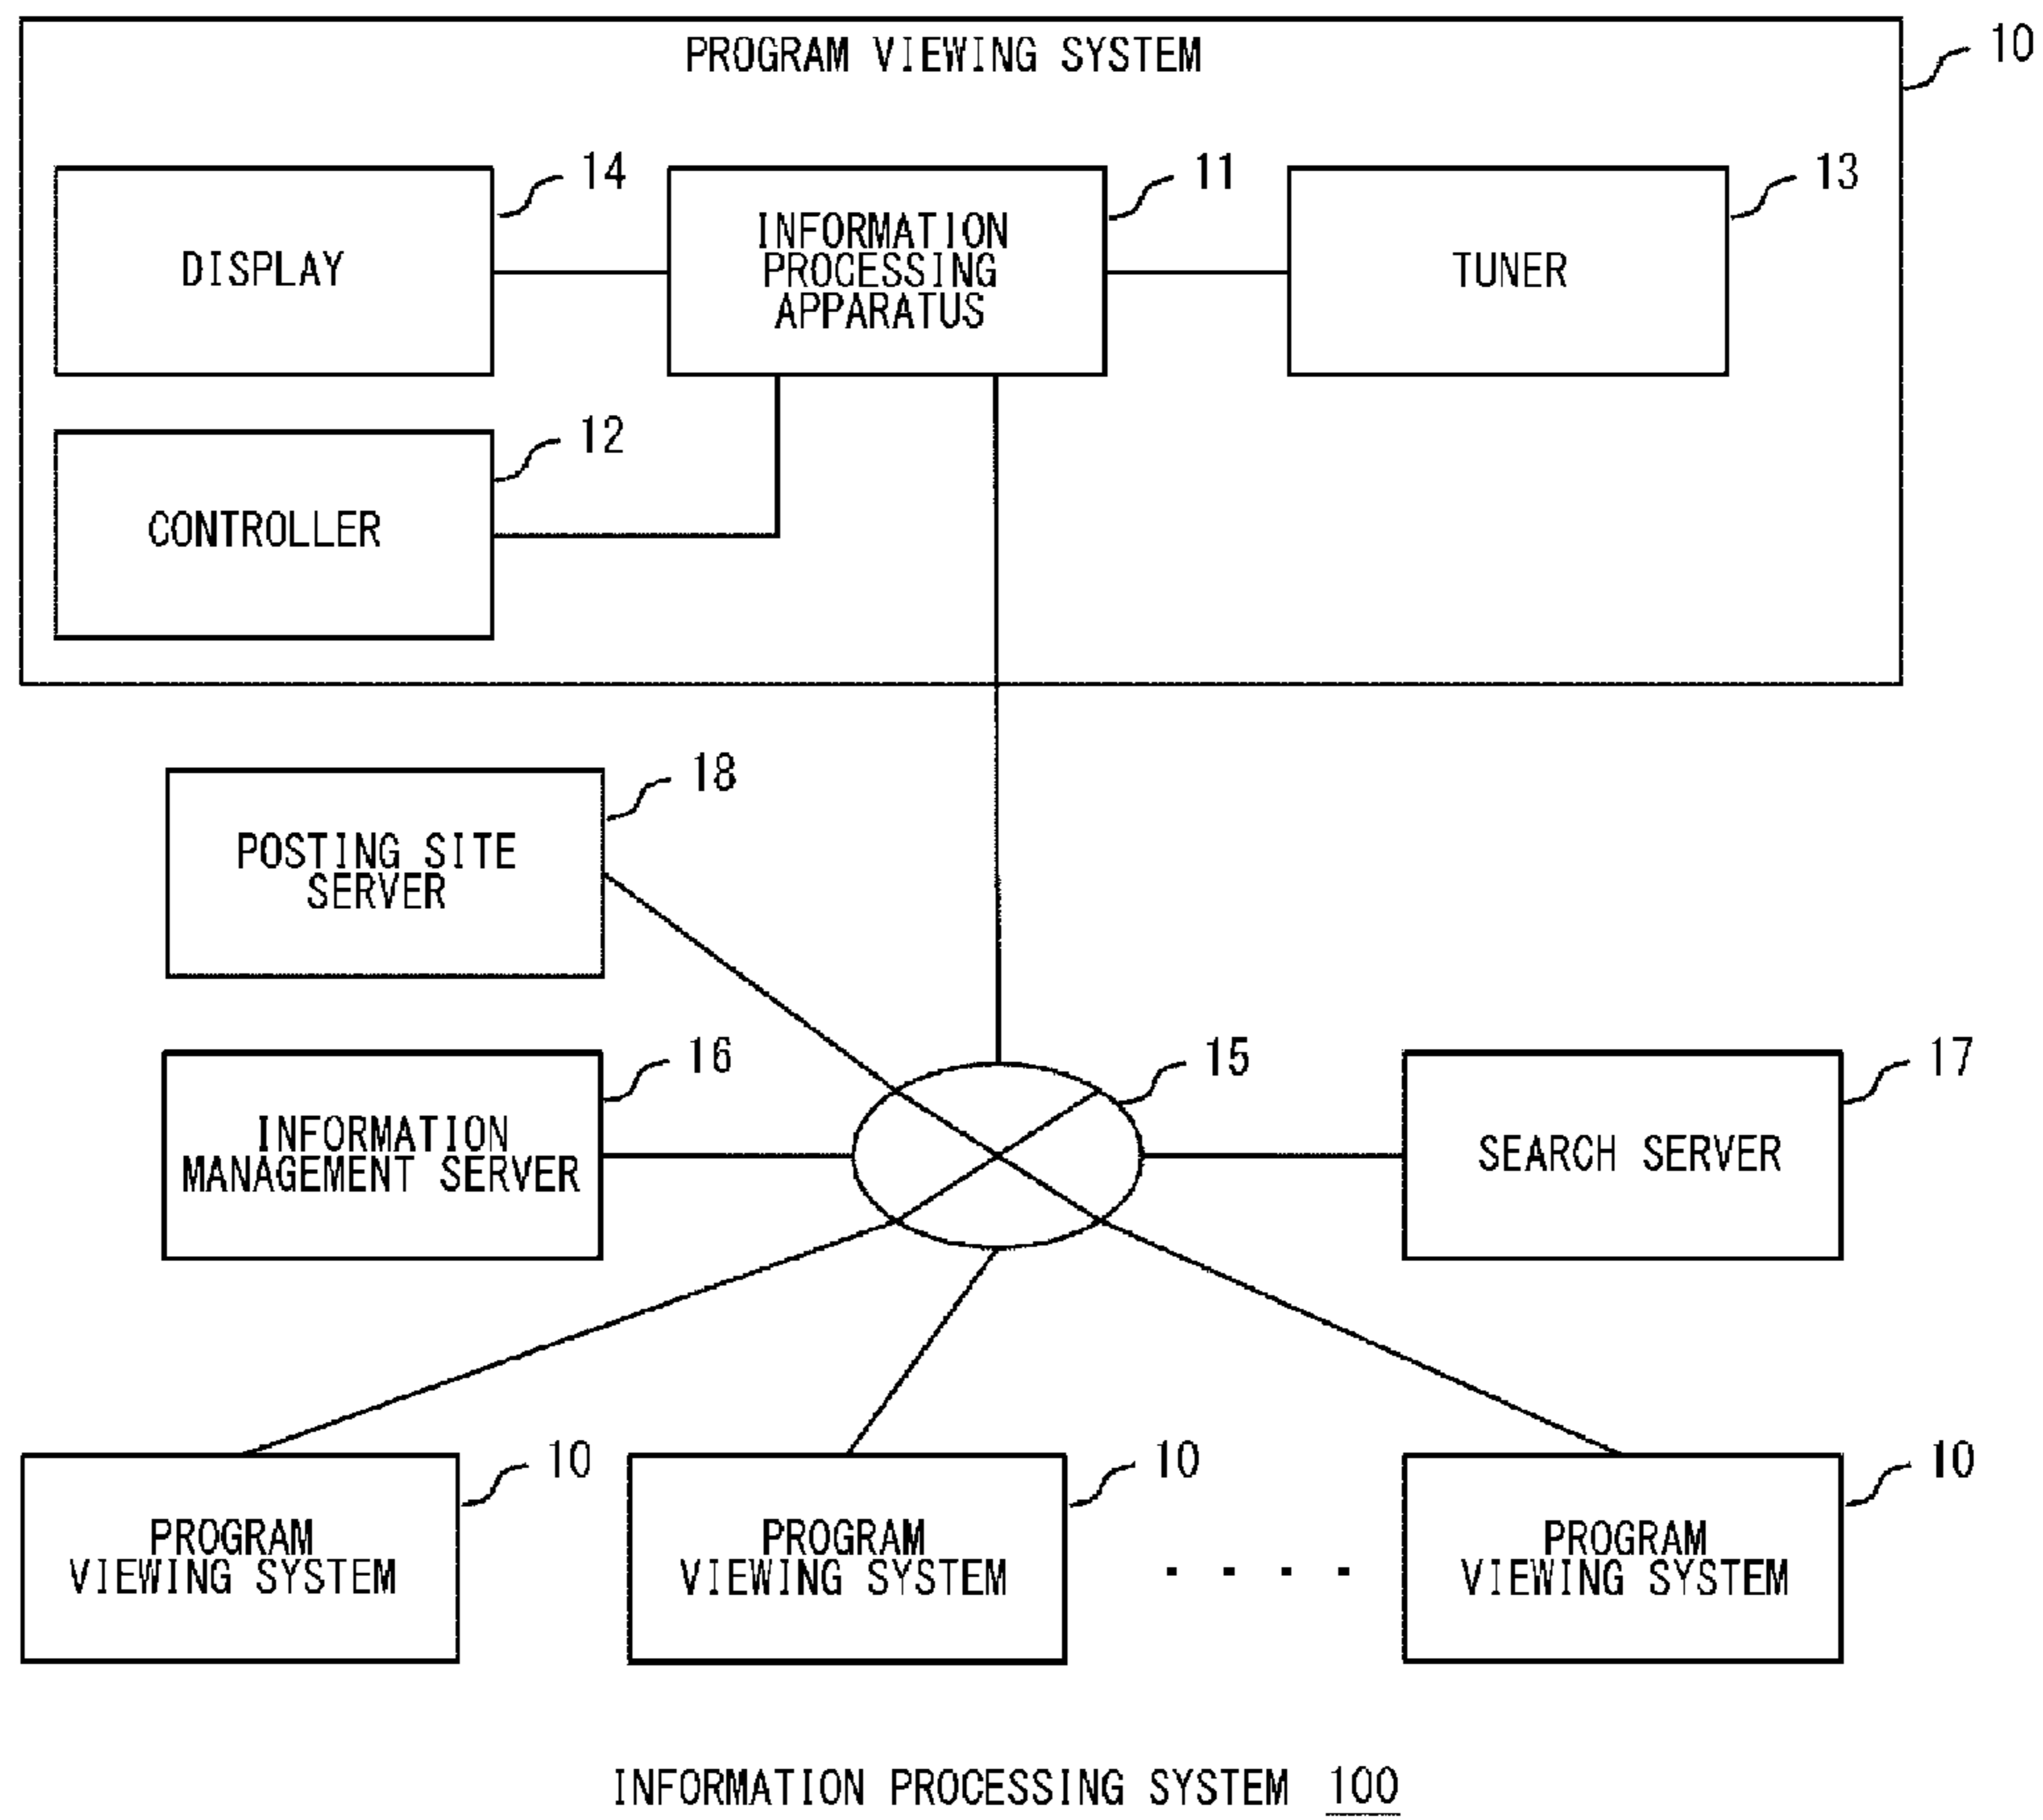 PROGRAM VIEWING SYSTEM
10
14
11
13
DISPLAY
INFORMATION
PROCESSING
APPARATUS
TUNER
12
CONTROLLER
18
POSTING SITE
SERVER
16
15
17
INFORMATION
MANAGEMENT SERVER
SEARCH SERVER
10
10
10
PROGRAM
VIEWING SYSTEM
PROGRAM
VIEWING SYSTEM
. . . .
PROGRAM
VIEWING SYSTEM
INFORMATION PROCESSING SYSTEM 100